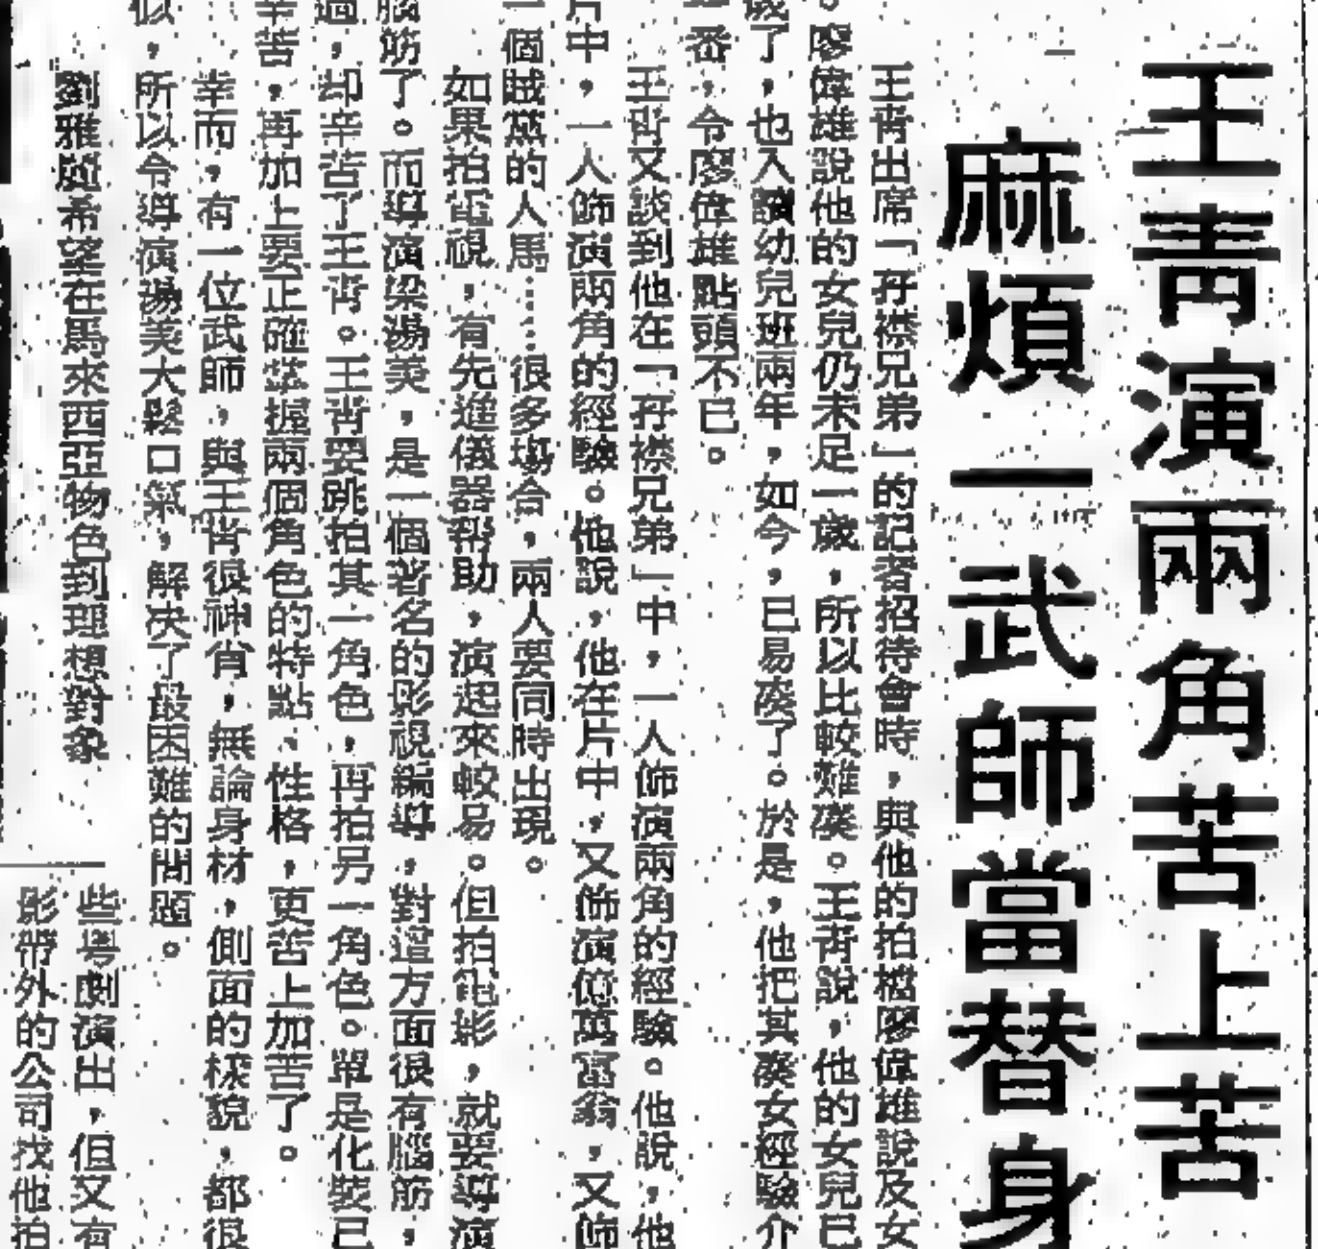 王青演兩角苦上苦
麻煩一武師當替身
王青出席「孖襟兄弟」的記者招待會時，與他的拍檔廖偉雄說及女
。廖偉雄說他的女兒仍未足一歲，所以比較難湊。王青說，他的女兒已
歲了，也入讀幼兒班兩年，如今，已易湊了。於是，他把其湊女經驗介
一番，令廖偉雄點頭不已。
王青又談到他在「孖襟兄弟」中，一人飾演兩角的經驗。他說，他
片中，一人飾演兩角的經驗。他說，他在片中，又飾演億萬富翁，又飾
一個賊黨的人馬……很多場合，兩人要同時出現。
如果拍電視，有先進儀器幫助，演起來較易。但拍電影，就要導演
腦筋了。而導演梁湯美，是一個著名的影視編導，對這方面很有腦筋，
過，却辛苦了王青。王青要跳拍其一角色，再拍另一角色。單是化裝已
辛苦，再加上要正確掌握兩個角色的特點、性格，更苦上加苦了。
幸而，有一位武師，與王青很神肖，無論身材，側面的樣貌，都很
似，所以令導演湯美大鬆口氣，解決了最困難的問題。
劉雅麗希望在馬來西亞物色到理想對象
些粵劇演出，但又有
影帶外的公司找他拍